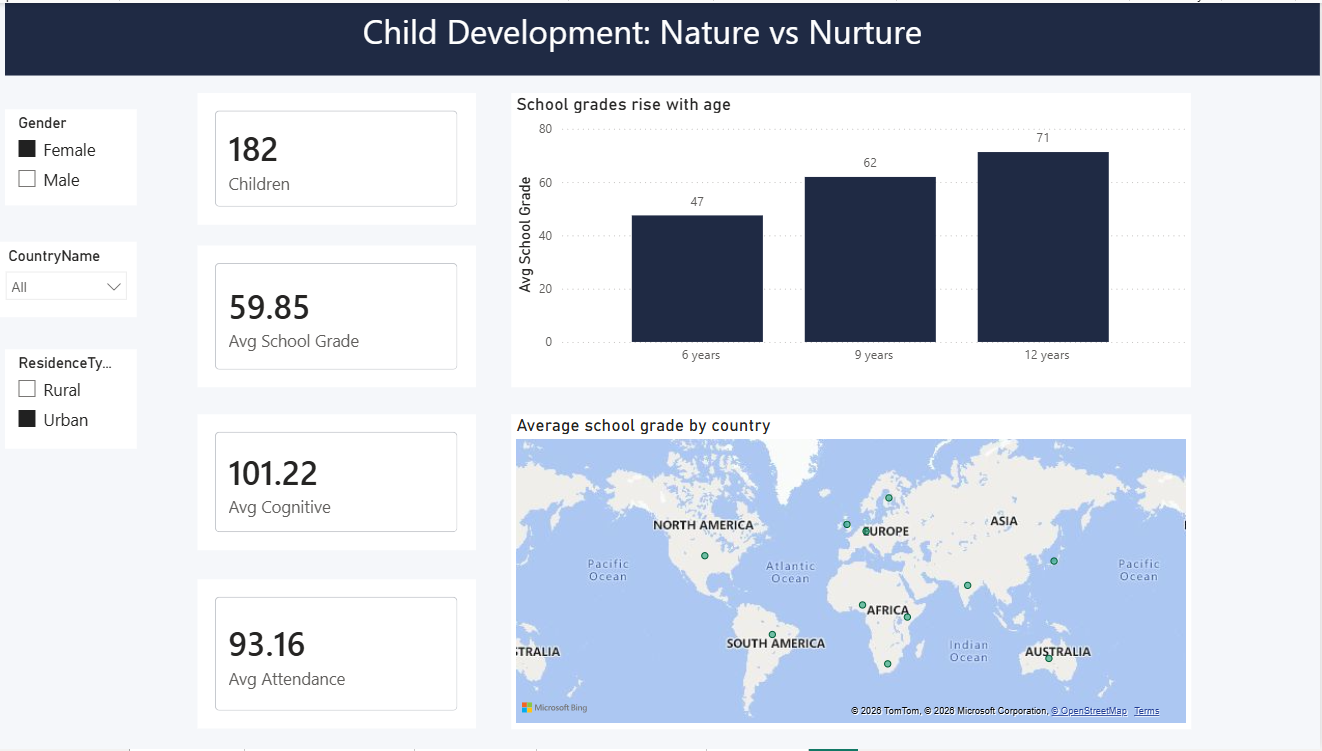 Child Development: Nature vs Nurture
Gender
Female
Male
CountryName
All
ResidenceTy...
Rural
Urban
182
Children
59.85
Avg School Grade
101.22
Avg Cognitive
93.16
Avg Attendance
School grades rise with age
Avg School Grade
80
60
40
20
0
47
62
71
6 years
9 years
12 years
Average school grade by country
NORTH AMERICA
EUROPE
ASIA
Pacific
Ocean
Atlantic
Ocean
Pacific
Ocean
AFRICA
SOUTH AMERICA
Indian
Ocean
STRALIA
AUSTRALIA
Microsoft Bing
© 2026 TomTom, © 2026 Microsoft Corporation, © OpenStreetMap Terms